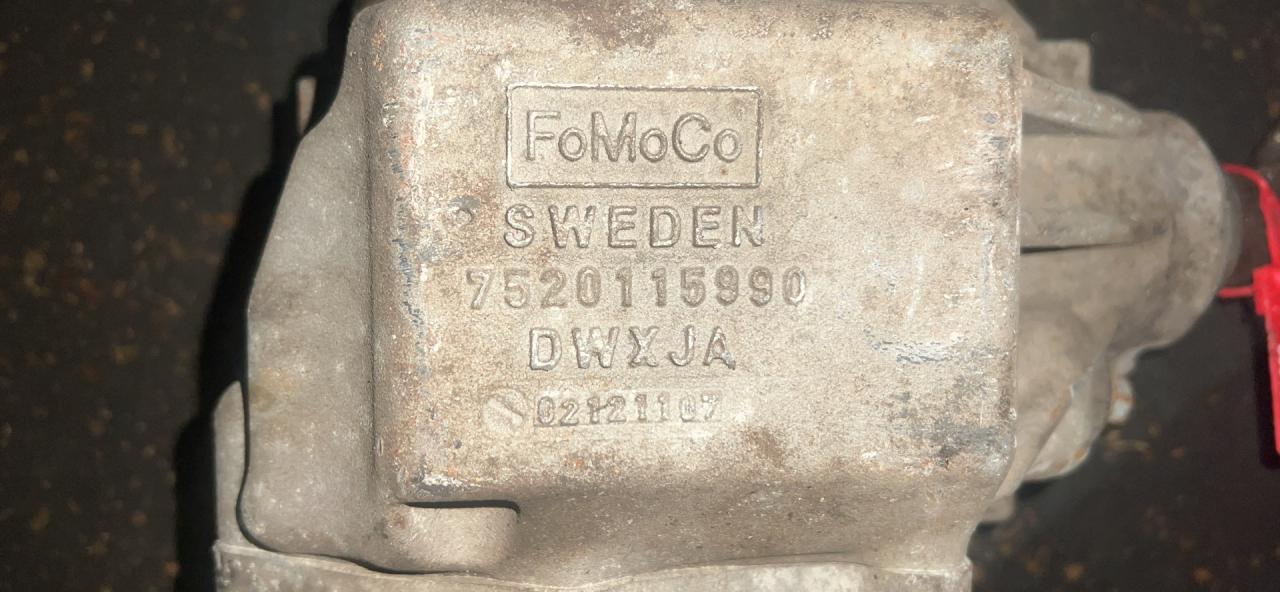 FoMoCo
SWEDEN
7520115990
DWXJA
02121107